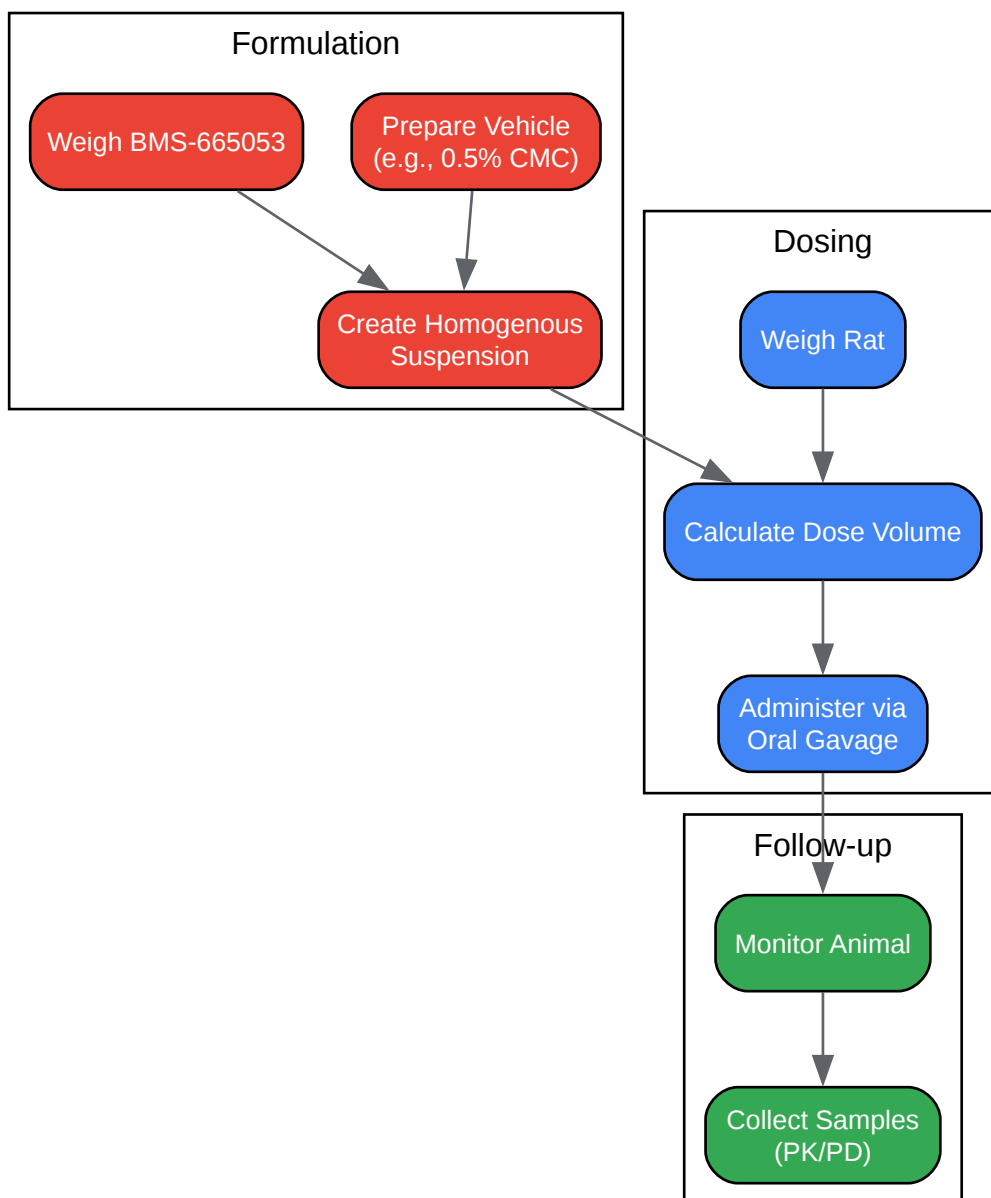 Formulation
Weigh BMS-665053
Prepare Vehicle
(e.g., 0.5% CMC)
Create Homogenous
Suspension
Dosing
Weigh Rat
Calculate Dose Volume
Administer via
Oral Gavage
Follow-up
Monitor Animal
Collect Samples
(PK/PD)